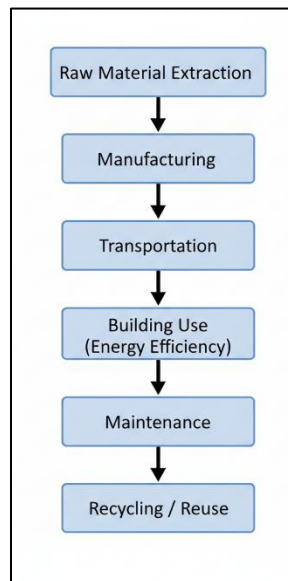 Raw Material Extraction
Manufacturing
Transportation
Building Use
(Energy Efficiency)
Maintenance
Recycling / Reuse